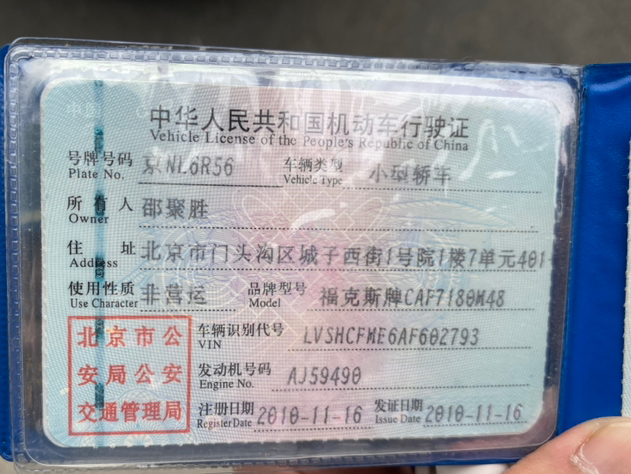 中华人民共和国机动车行驶证
Vehicle License of the People's Republic of China
号牌号码 京NL6R56 车辆类型 小型轿车
Plate No. Vehicle Type
所有人 邵聚胜
Owner
住址 北京市门头沟区城子西街1号院1楼7单元401
Address
使用性质 非营运 品牌型号 福克斯牌CAF7180M48
Use Character Model
北京市公 车辆识别代号 LVSHCFME6AF602793
VIN
安局公安 发动机号码 AJ59490
Engine No.
交通管理局 注册日期 2010-11-16 发证日期 2010-11-16
Register Date Issue Date